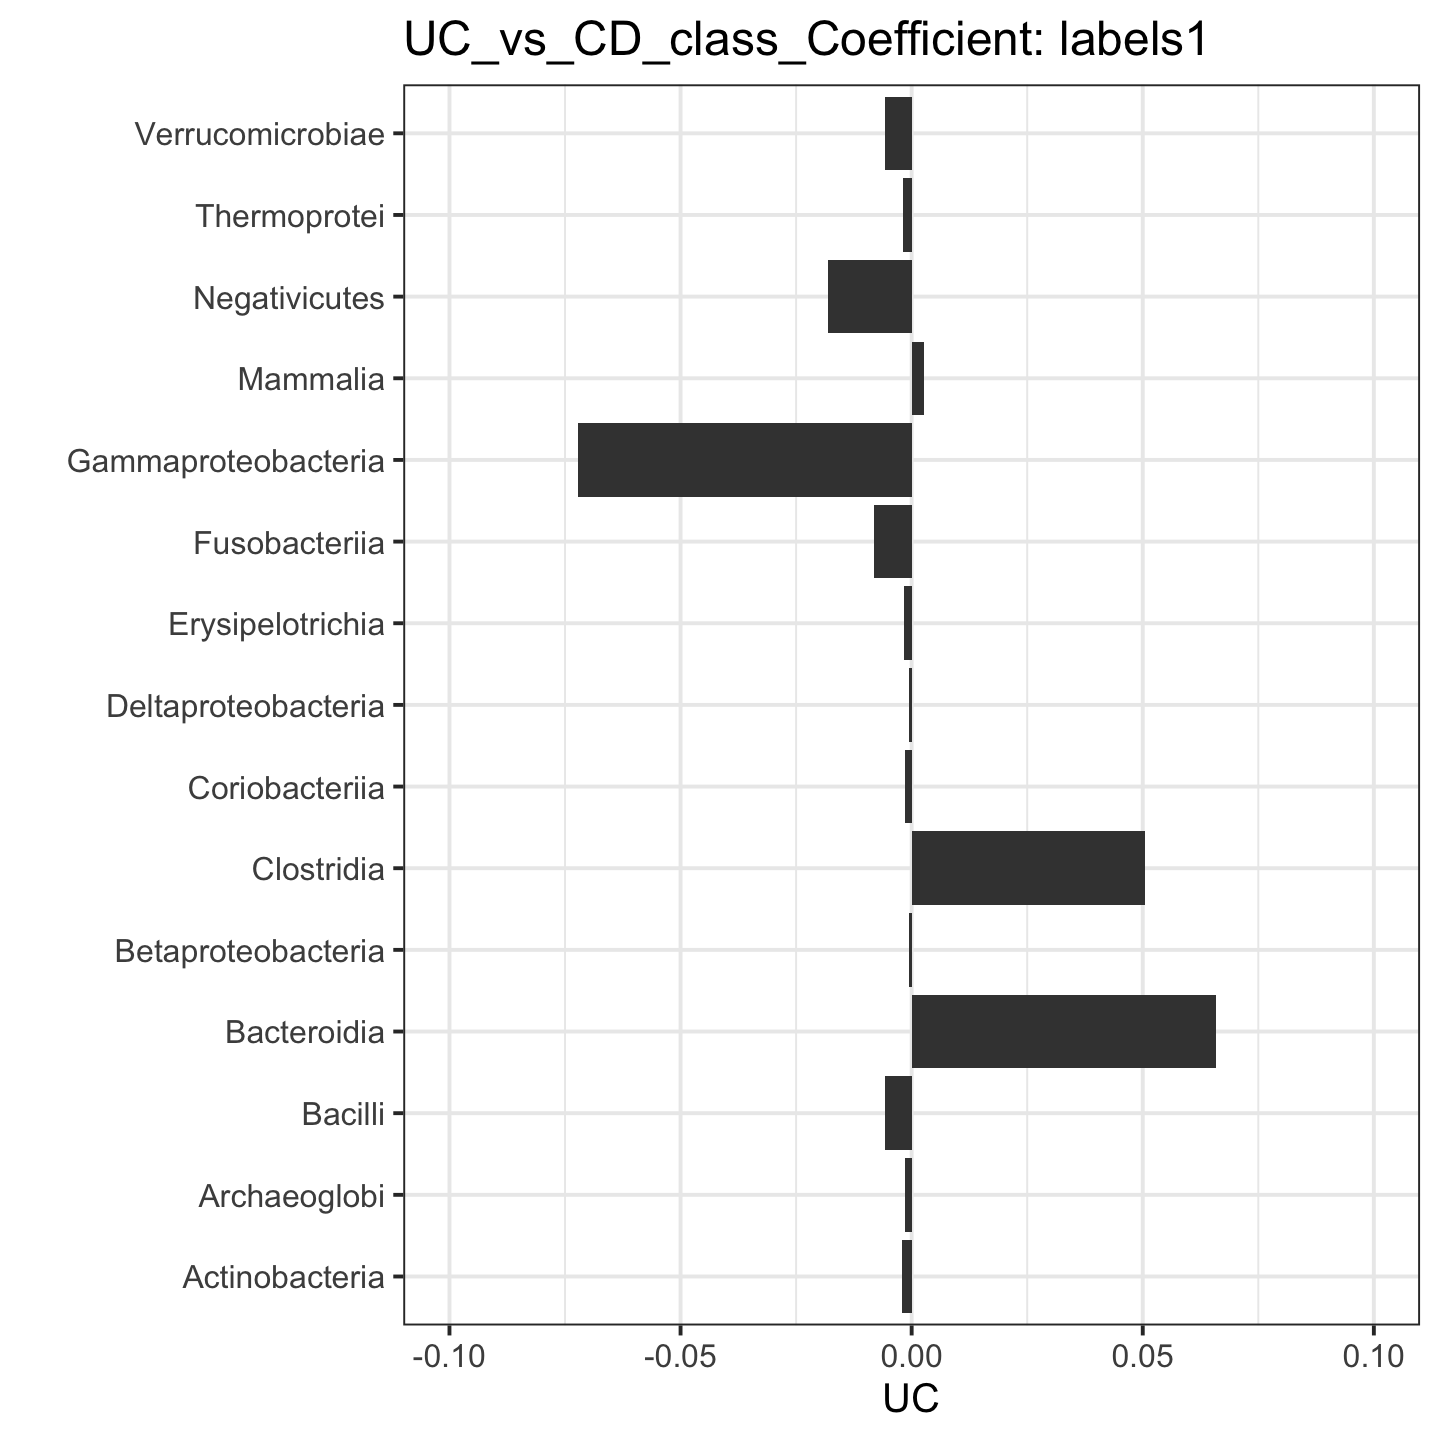 UC_vs_CD_class_Coefficient: labels1
Verrucomicrobiae
Thermoprotei
Negativicutes
Mammalia
Gammaproteobacteria
Fusobacteriia
Erysipelotrichia
Deltaproteobacteria
Coriobacteriia
Clostridia
Betaproteobacteria
Bacteroidia
Bacilli
Archaeoglobi
Actinobacteria
-0.10 -0.05 0.00 0.05 0.10
UC